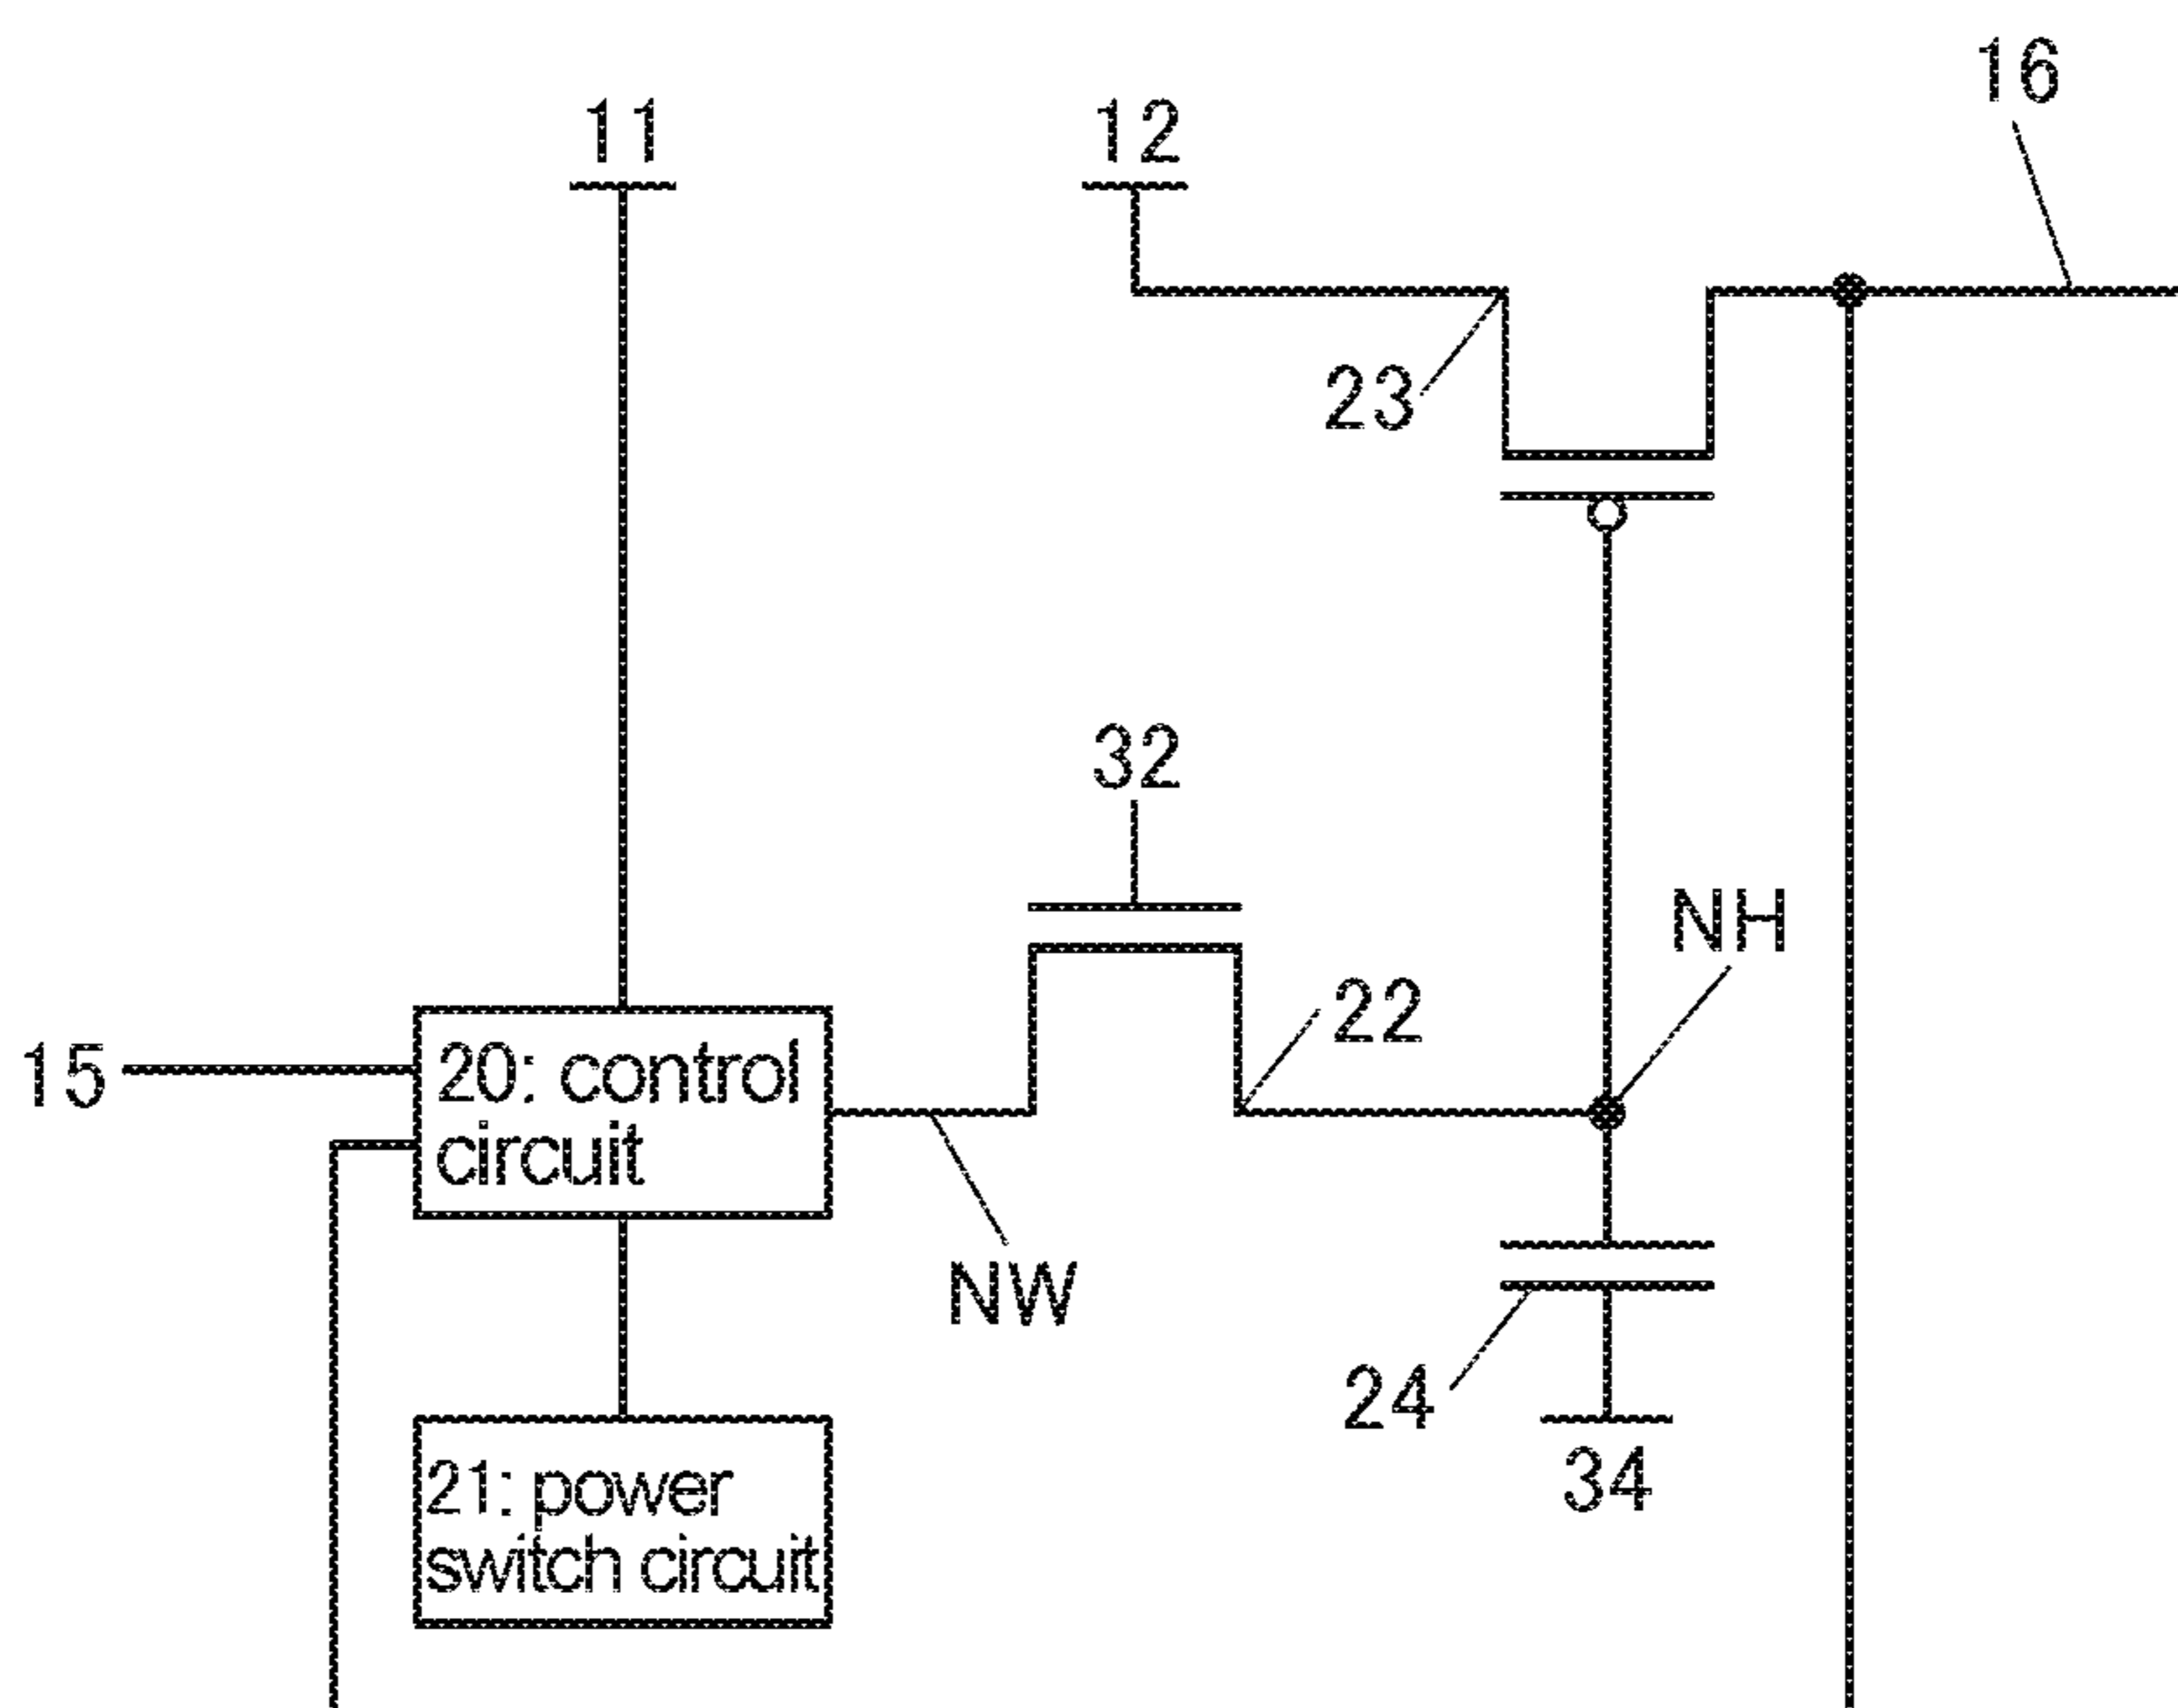 16
11
12
23
32
NH
22
15
20: control
circuit
NW
24
34
21: power
switch circuit